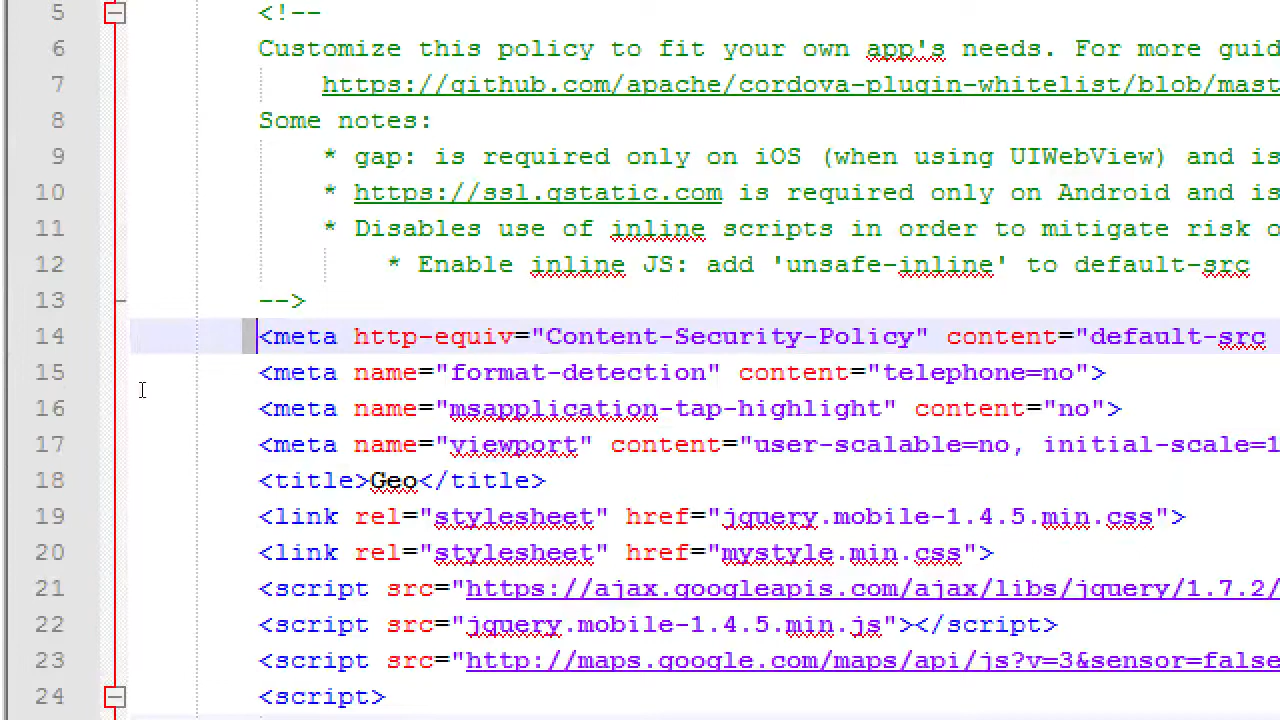 5 <!--
6 Customize this policy to fit your own app's needs. For more guid
7 https://github.com/apache/cordova-plugin-whitelist/blob/mast
8 Some notes:
9 * gap: is required only on iOS (when using UIWebView) and is
10 * https://ssl.gstatic.com is required only on Android and is
11 * Disables use of inline scripts in order to mitigate risk o
12 * Enable inline JS: add 'unsafe-inline' to default-src
13 -->
14 <meta http-equiv="Content-Security-Policy" content="default-src
15 <meta name="format-detection" content="telephone=no">
16 <meta name="msapplication-tap-highlight" content="no">
17 <meta name="viewport" content="user-scalable=no, initial-scale=1
18 <title>Geo</title>
19 <link rel="stylesheet" href="jquery.mobile-1.4.5.min.css">
20 <link rel="stylesheet" href="mystyle.min.css">
21 <script src="https://ajax.googleapis.com/ajax/libs/jquery/1.7.2/
22 <script src="jquery.mobile-1.4.5.min.js"></script>
23 <script src="http://maps.google.com/maps/api/js?v=3&sensor=false
24 <script>